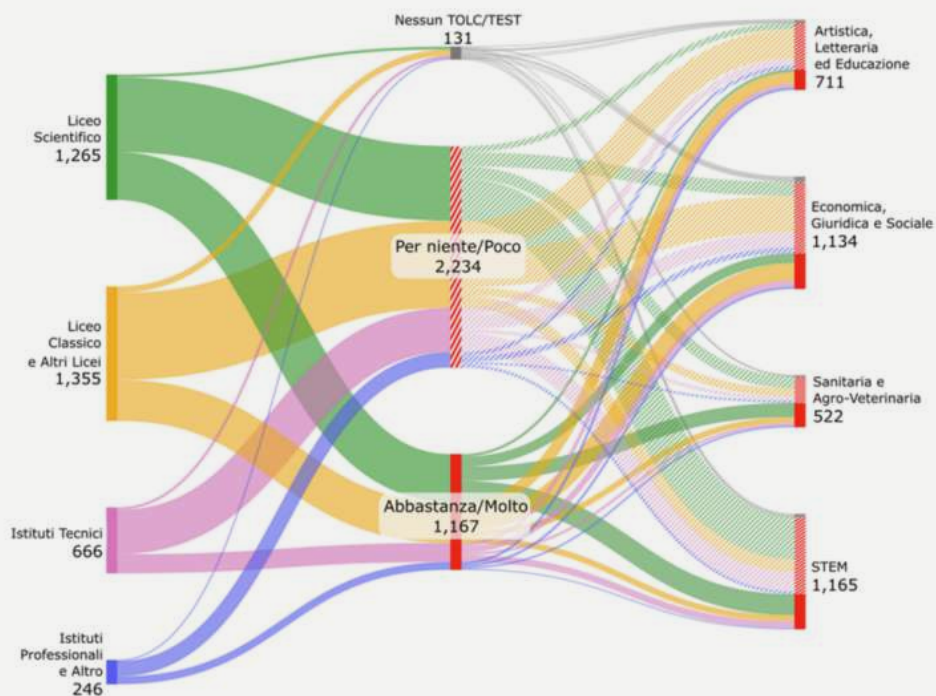 Nessun TOLC/TEST
131
Liceo
Scientifico
1,265
Liceo
Classico
e Altri Licei
1,355
Istituti Tecnici
666
Istituti
Professionali
e Altro
246
Per niente/Poco
2,234
Abbastanza/Molto
1,167
Artistica,
Letteraria
ed Educazione
711
Economica,
Giuridica e Sociale
1,134
Sanitaria e
Agro-Veterinaria
522
STEM
1,165